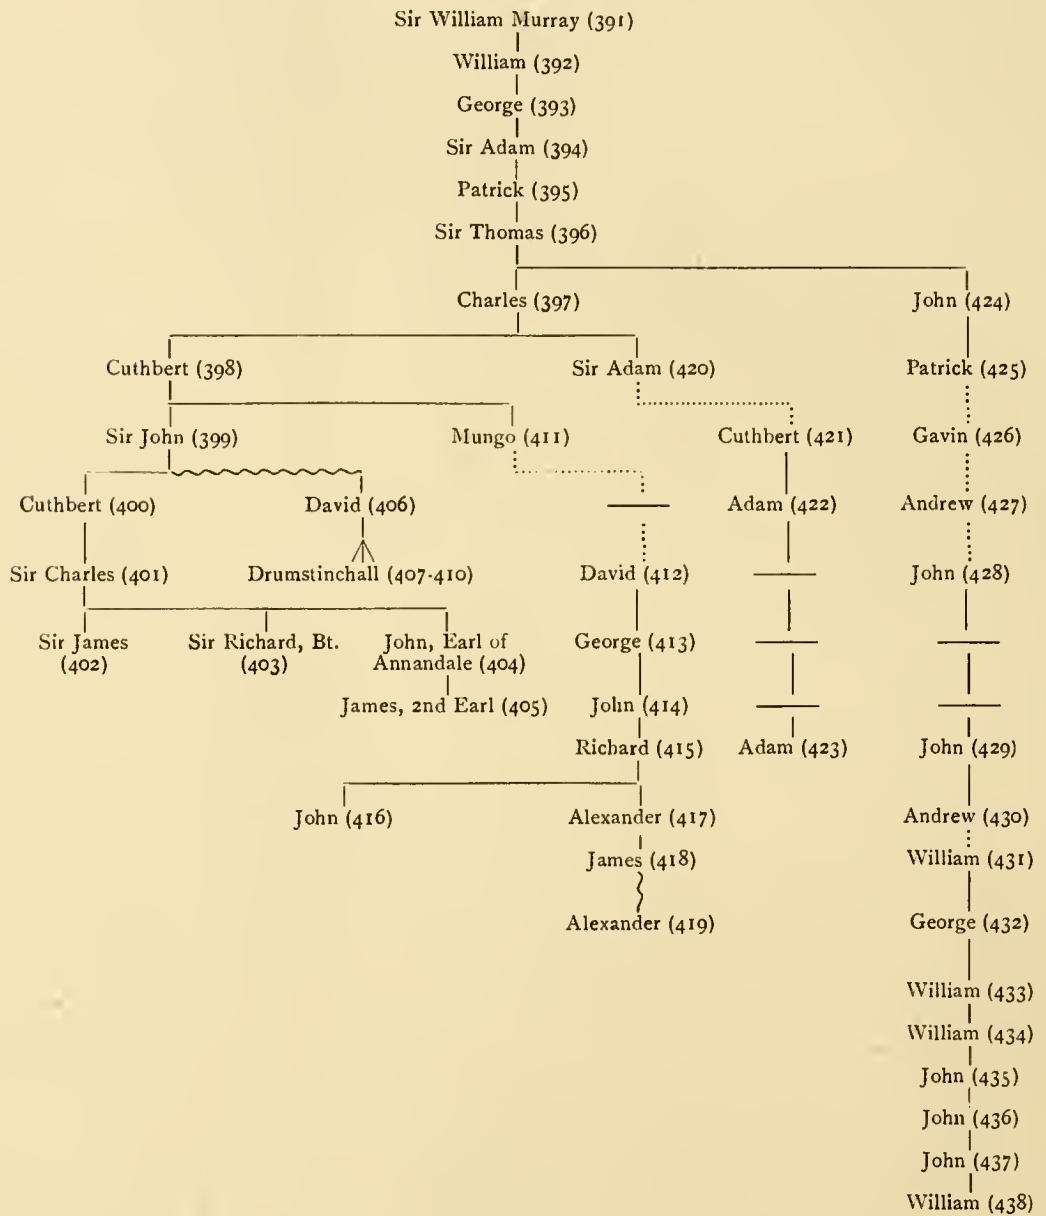 Sir William Murray (391)
William (392)
George (393)
Sir Adam (394)
Patrick (395)
Sir Thomas (396)
Charles (397) John (424)
Cuthbert (398) Sir Adam (420) Patrick (425)
Sir John (399) Mungo (411) Cuthbert (421) Gavin (426)
Cuthbert (400) David (406) Adam (422) Andrew (427)
Sir Charles (401) Drumstinchall (407-410) David (412) John (428)
Sir James Sir Richard, Bt. John, Earl of George (413)
(402) (403) Annandale (404)
James, 2nd Earl (405) John (414)
Richard (415) Adam (423) John (429)
John (416) Alexander (417) Andrew (430)
James (418) William (431)
Alexander (419) George (432)
William (433)
William (434)
John (435)
John (436)
John (437)
William (438)